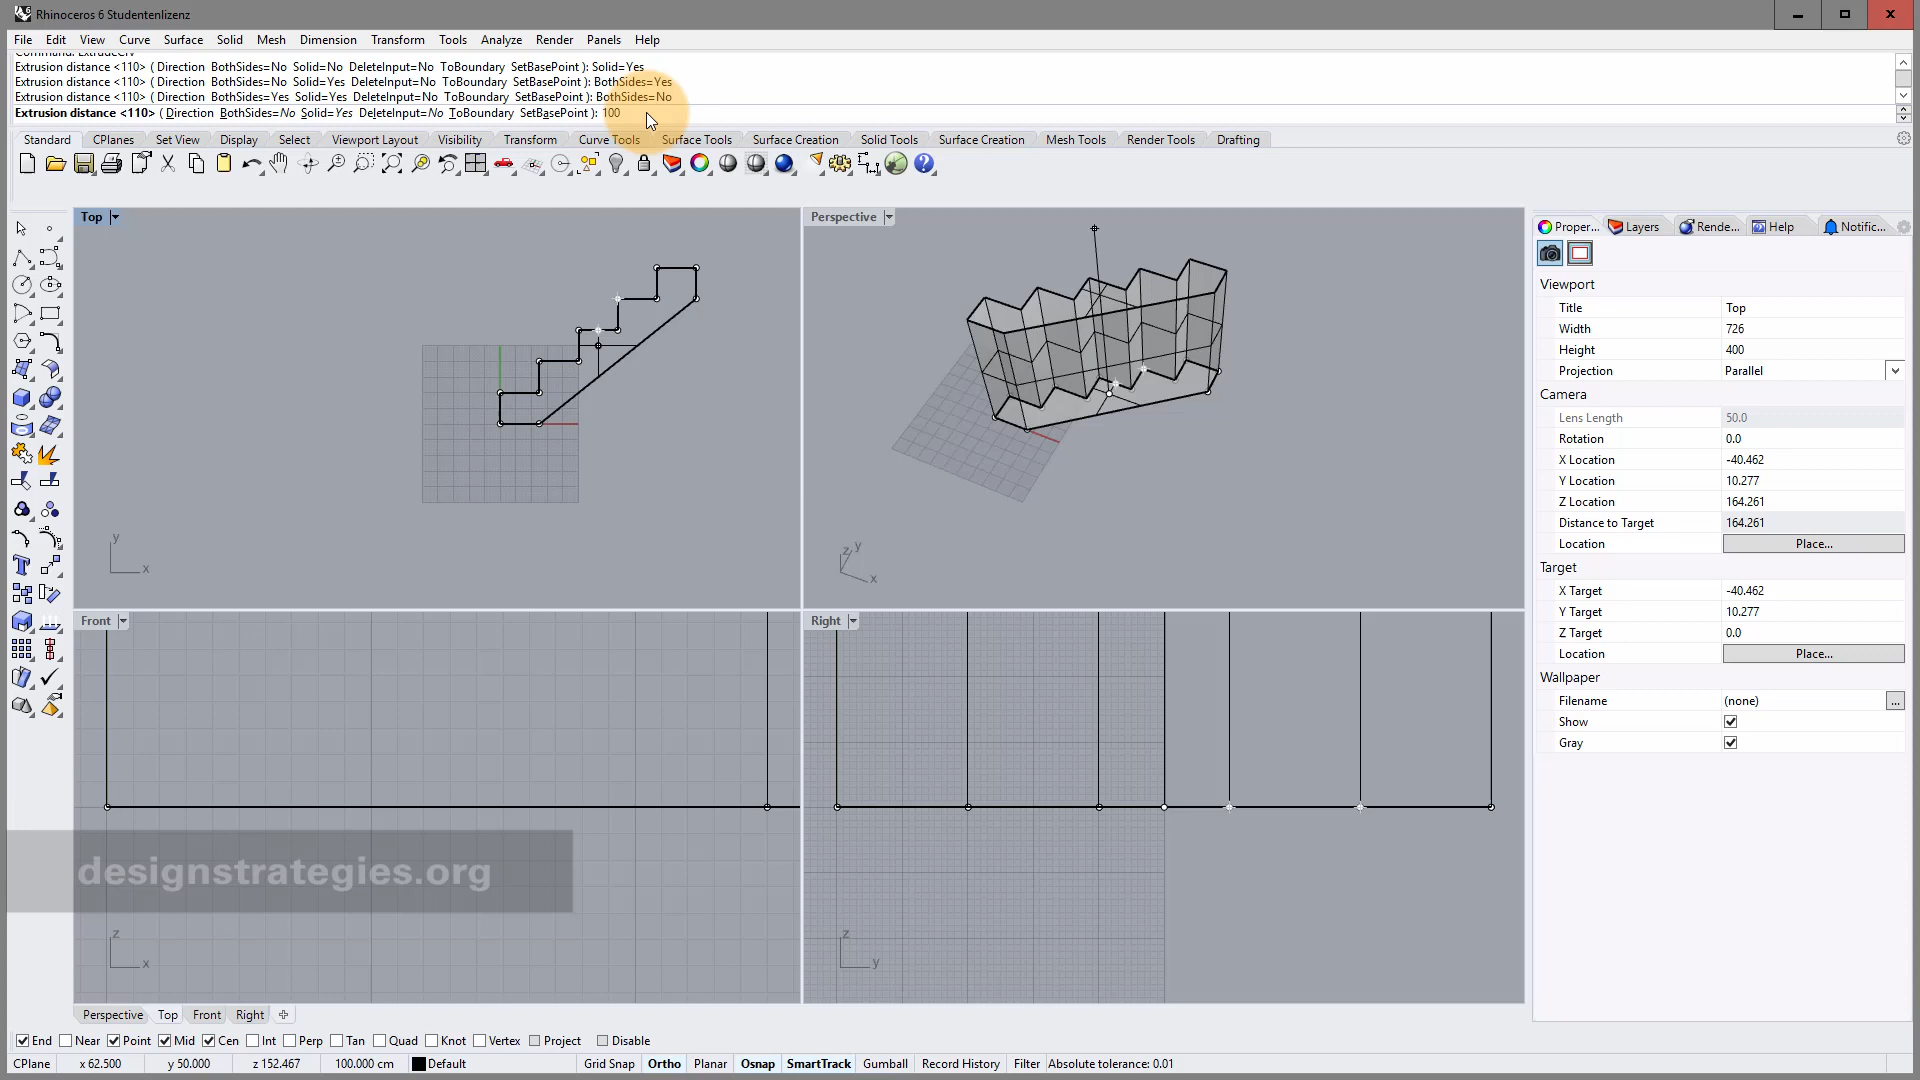 Rhinoceros 6 Studentenlizenz
File Edit View Curve Surface Solid Mesh Dimension Transform Tools Analyze Render Panels Help
Command: ExtrudeCrv
Extrusion distance <110> ( Direction BothSides=No Solid=No DeleteInput=No ToBoundary SetBasePoint ): Solid=Yes
Extrusion distance <110> ( Direction BothSides=No Solid=Yes DeleteInput=No ToBoundary SetBasePoint ): BothSides=Yes
Extrusion distance <110> ( Direction BothSides=Yes Solid=Yes DeleteInput=No ToBoundary SetBasePoint ): BothSides=No
Extrusion distance <110> ( Direction BothSides=No Solid=Yes DeleteInput=No ToBoundary SetBasePoint ): 100
Standard CPlanes Set View Display Select Viewport Layout Visibility Transform Curve Tools Surface Tools Surface Creation Solid Tools Surface Creation Mesh Tools Render Tools Drafting
Top
Perspective
y
x
z y
x
Front
Right
z
x
z
y
designstrategies.org
Proper... Layers Rende... Help Notific...
Viewport
Title Top
Width 726
Height 400
Projection Parallel
Camera
Lens Length 50.0
Rotation 0.0
X Location -40.462
Y Location 10.277
Z Location 164.261
Distance to Target 164.261
Location Place...
Target
X Target -40.462
Y Target 10.277
Z Target 0.0
Location Place...
Wallpaper
Filename (none) ...
Show
Gray
Perspective Top Front Right
End Near Point Mid Cen Int Perp Tan Quad Knot Vertex Project Disable
CPlane x 62.500 y 50.000 z 152.467 100.000 cm Default Grid Snap Ortho Planar Osnap SmartTrack Gumball Record History Filter Absolute tolerance: 0.01